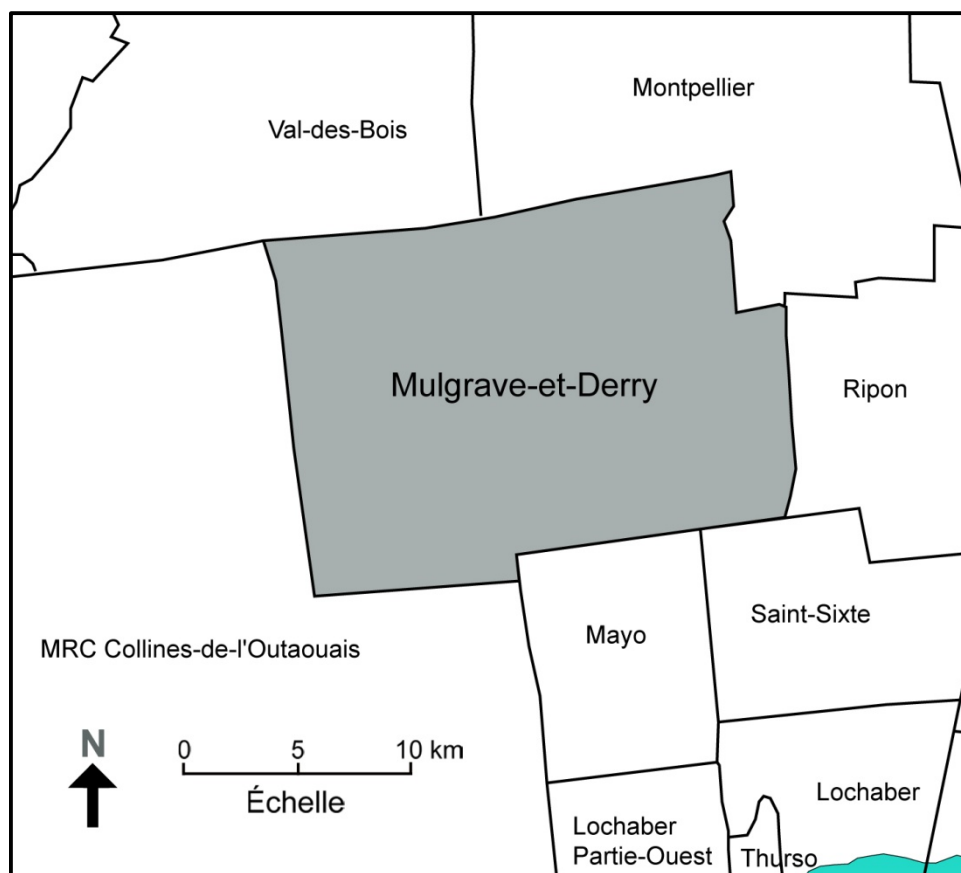 Montpellier
Val-des-Bois
Mulgrave-et-Derry
Ripon
Saint-Sixte
Mayo
MRC Collines-de-l'Outaouais
N
0 5 10 km
Échelle
Lochaber
Lochaber
Partie-Ouest
Thurso